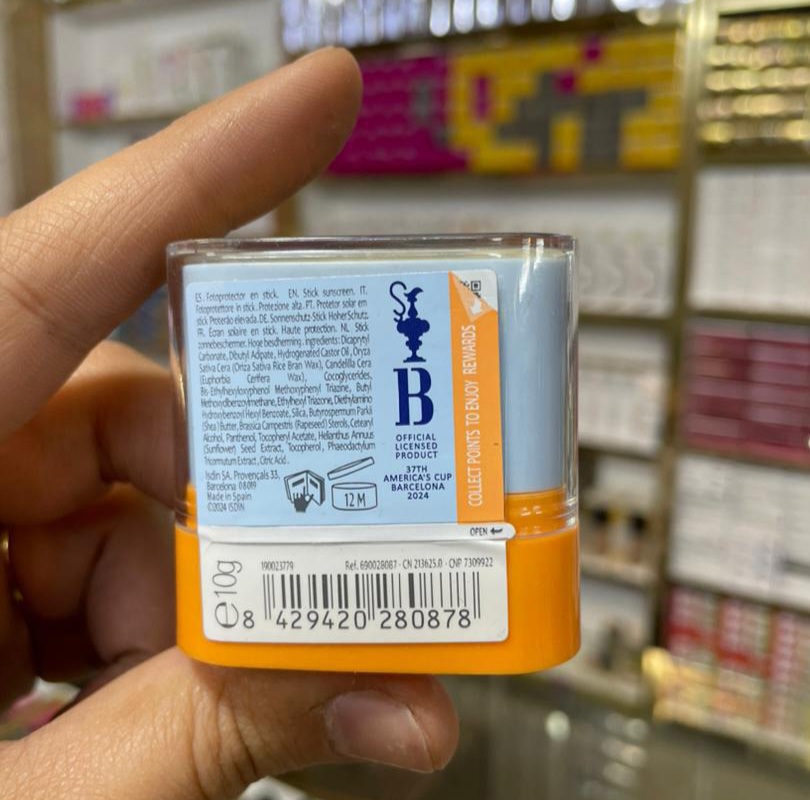 ES. Fotoprotector en stick. EN. Stick sunscreen. IT.
Fotoprotettore in stick. Protezione alta. PT. Protetor solar em
stick Proterão elevada. DE. Sonnenschutz Stick Hoher Schutz.
FR. Écran solaire en stick. Haute protection. NL. Stick
zonnebeschermer. Hoge bescherming. Ingredients: Dicaprylyl
Carbonate, Dibutyl Adipate, Hydrogenated Castor Oil, Oryza
Sativa Cera (Oriza Sativa Rice Bran Wax), Candelilla Cera
(Euphorbia Cerifera Wax), Cocoglycerides,
Bis-Ethylhexyloxyphenol Methoxyphenyl Triazine, Butyl
Methoxydibenzoylmethane, Ethylhexyl Triazone, Diethylamino
Hydroxybenzoyl Hexyl Benzoate, Silica, Butyrospermum Parkii
(Shea) Butter, Brassica Campestris (Rapeseed) Sterols, Cetearyl
Alcohol, Panthenol, Tocopheryl Acetate, Helianthus Annuus
(Sunflower) Seed Extract, Tocopherol, Phaeodactylum
Tricornutum Extract, Citric Acid.
Isdin SA. Provençals 33,
Barcelona 08019
Made in Spain
©2024 ISDIN
12 M
B
OFFICIAL
LICENSED
PRODUCT
37TH
AMERICA'S CUP
BARCELONA
2024
COLLECT POINTS TO ENJOY REWARDS
OPEN
e10g
190023779 Ref. 690028087 · CN 213625.0 · CNP 7309922
8 429420 280878